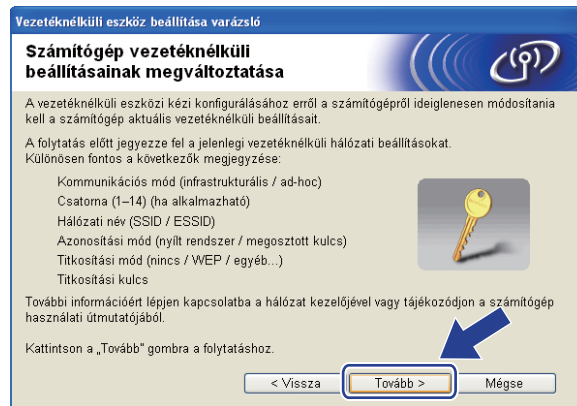 Vezetéknélküli eszköz beállítása varázsló
Számítógép vezetéknélküli
beállításainak megváltoztatása
A vezetéknélküli eszközi kézi konfigurálásához erről a számítógépről ideiglenesen módosítania
kell a számítógép aktuális vezetéknélküli beállításait.
A folytatás előtt jegyezze fel a jelenlegi vezetéknélküli hálózati beállításokat.
Különösen fontos a következők megjegyzése:
Kommunikációs mód (infrastrukturális / ad-hoc)
Csatorna (1–14) (ha alkalmazható)
Hálózati név (SSID / ESSID)
Azonosítási mód (nyílt rendszer / megosztott kulcs)
Titkosítási mód (nincs / WEP / egyéb...)
Titkosítási kulcs
További információért lépjen kapcsolatba a hálózat kezelőjével vagy tájékozódjon a számítógép
használati útmutatójából.
Kattintson a „Tovább" gombra a folytatáshoz.
< Vissza Tovább > Mégse